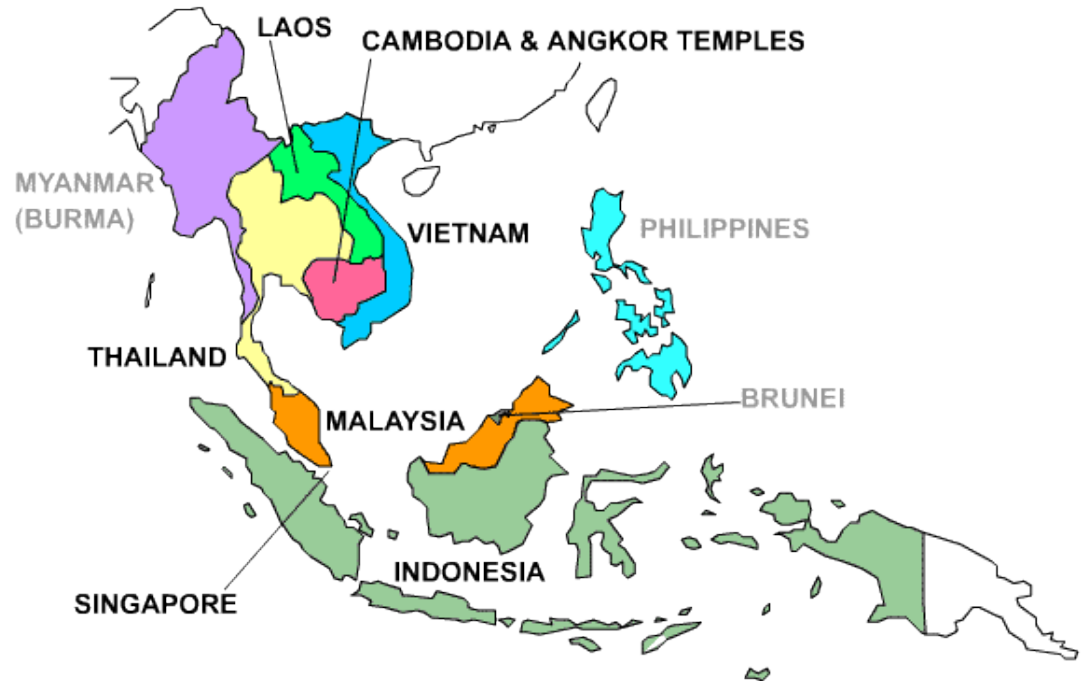 LAOS
CAMBODIA & ANGKOR TEMPLES
MYANMAR
(BURMA)
VIETNAM
PHILIPPINES
THAILAND
MALAYSIA
BRUNEI
INDONESIA
SINGAPORE